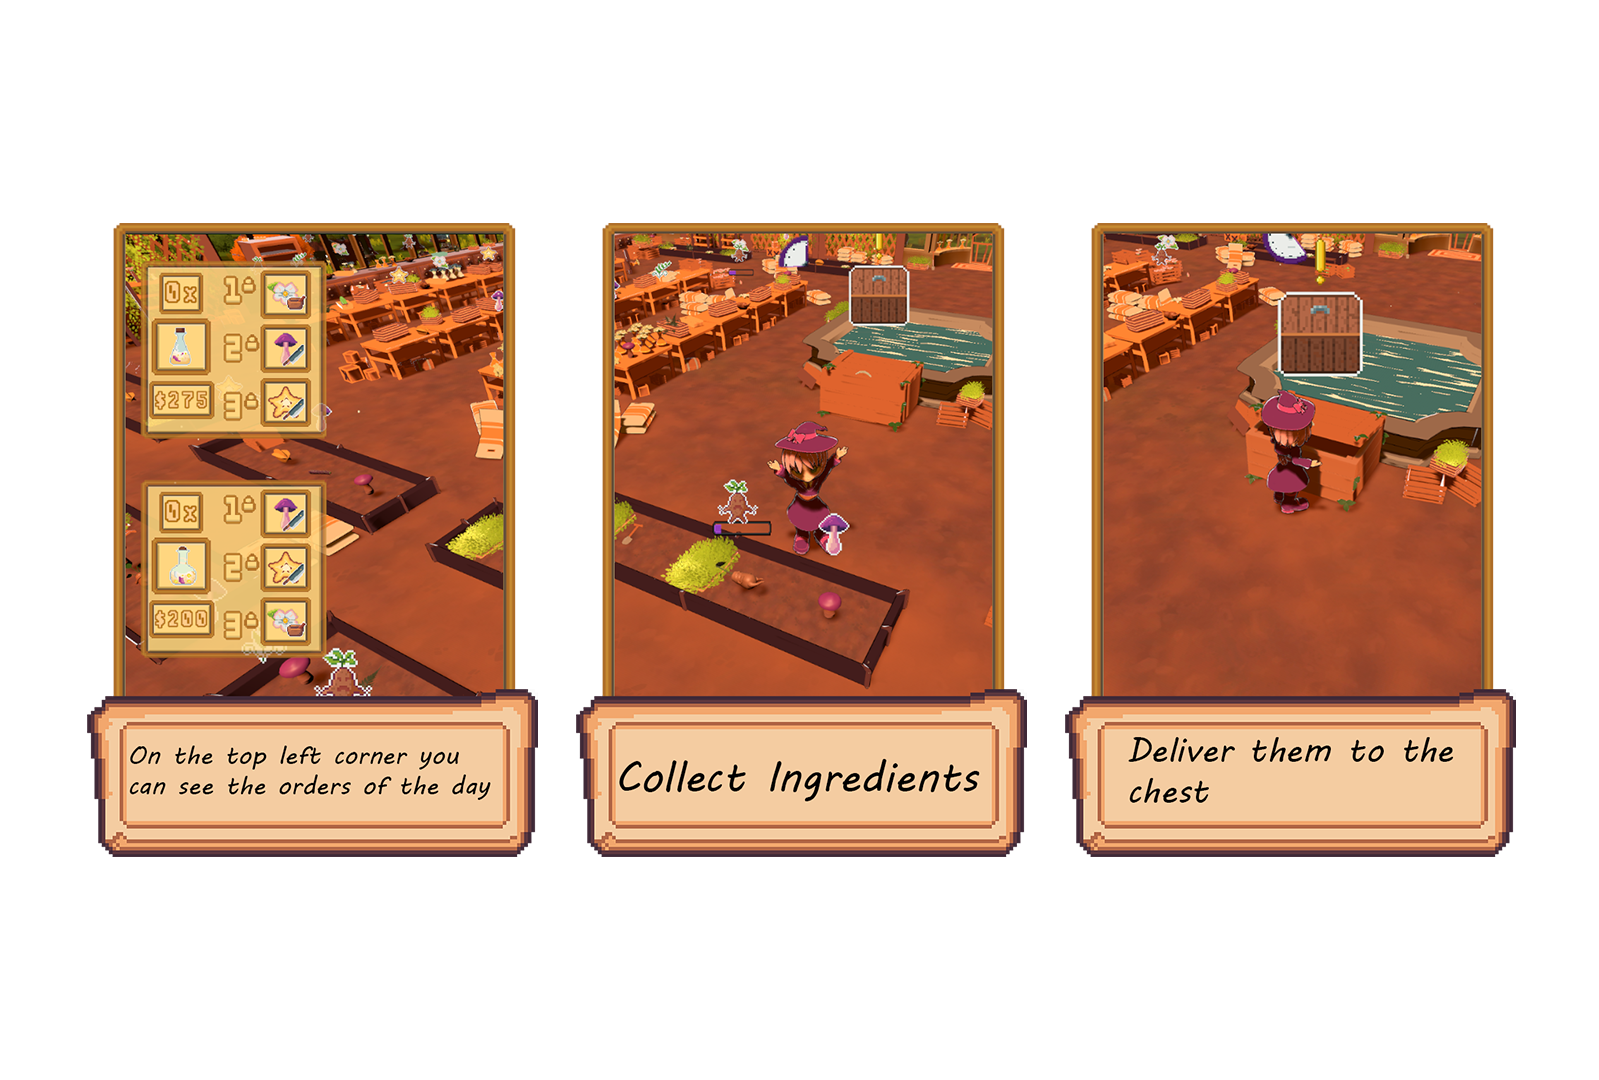 0x 1
2
$275 3
0x 1
2
$200 3
On the top left corner you
can see the orders of the day
Collect Ingredients
Deliver them to the
chest